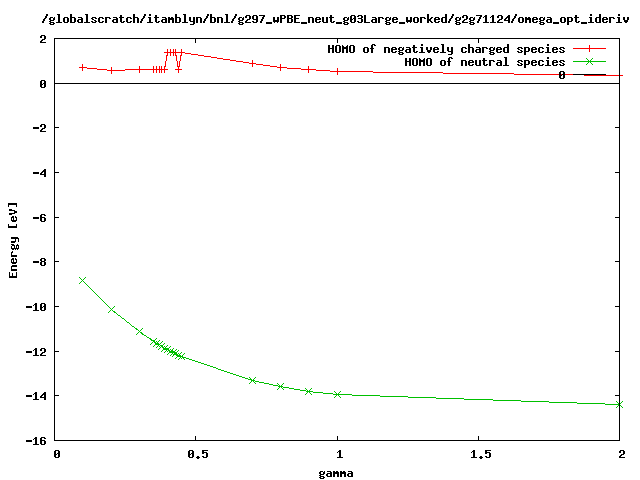 /globalscratch/itamblyn/bnl/g297_wPBE_neut_g03Large_worked/g2g71124/omega_opt_ideriv
HOMO of negatively charged species
HOMO of neutral species
0
2
0
-2
-4
-6
-8
-10
-12
-14
-16
Energy [eV]
0 0.5 1 1.5 2
gamma